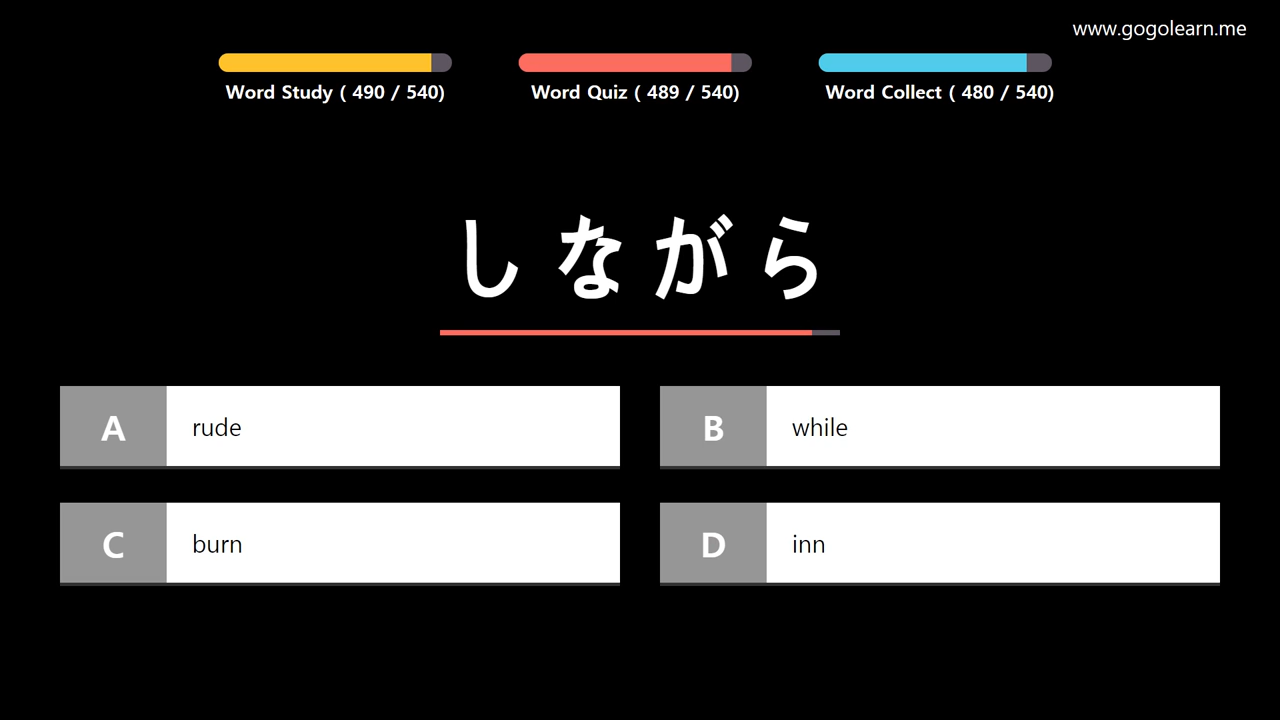 www.gogolearn.me
Word Study ( 490 / 540)
Word Quiz ( 489 / 540)
Word Collect ( 480 / 540)
しながら
A rude
B while
C burn
D inn